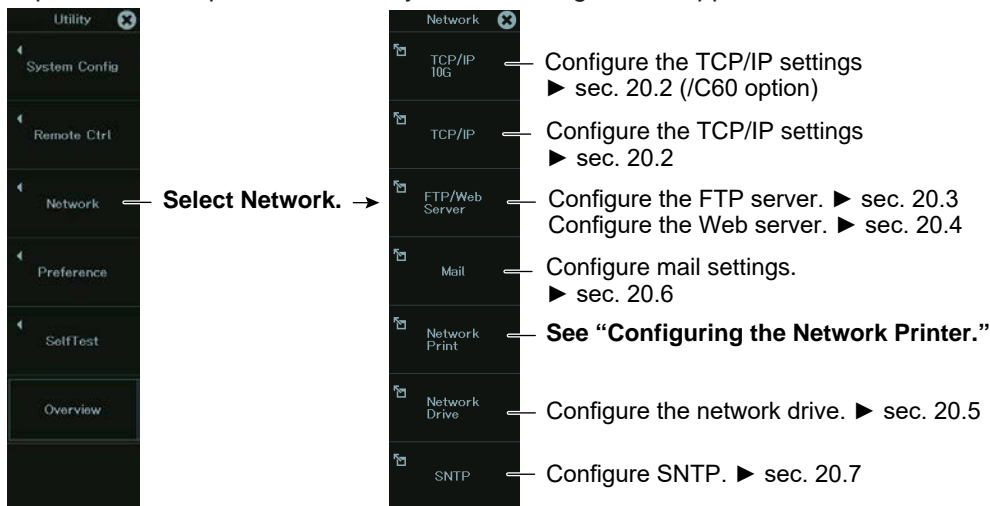 Utility
System Config
Remote Ctrl
Network
Preference
SelfTest
Overview
Select Network.
Network
TCP/IP
10G
Configure the TCP/IP settings
► sec. 20.2 (/C60 option)
TCP/IP
Configure the TCP/IP settings
► sec. 20.2
FTP/Web
Server
Configure the FTP server. ► sec. 20.3
Configure the Web server. ► sec. 20.4
Mail
Configure mail settings.
► sec. 20.6
Network
Print
See “Configuring the Network Printer.”
Network
Drive
Configure the network drive. ► sec. 20.5
SNTP
Configure SNTP. ► sec. 20.7